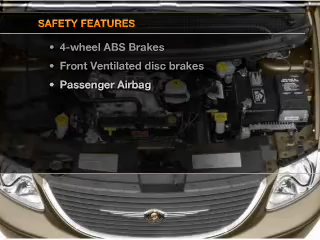 SAFETY FEATURES
• 4-wheel ABS Brakes
• Front Ventilated disc brakes
• Passenger Airbag